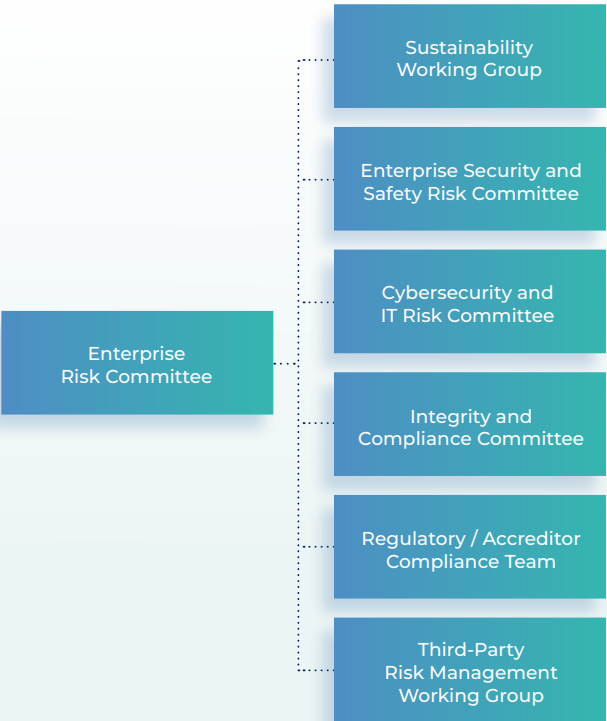 Sustainability
Working Group
Enterprise Security and
Safety Risk Committee
Cybersecurity and
IT Risk Committee
Enterprise
Risk Committee
Integrity and
Compliance Committee
Regulatory / Accreditor
Compliance Team
Third-Party
Risk Management
Working Group